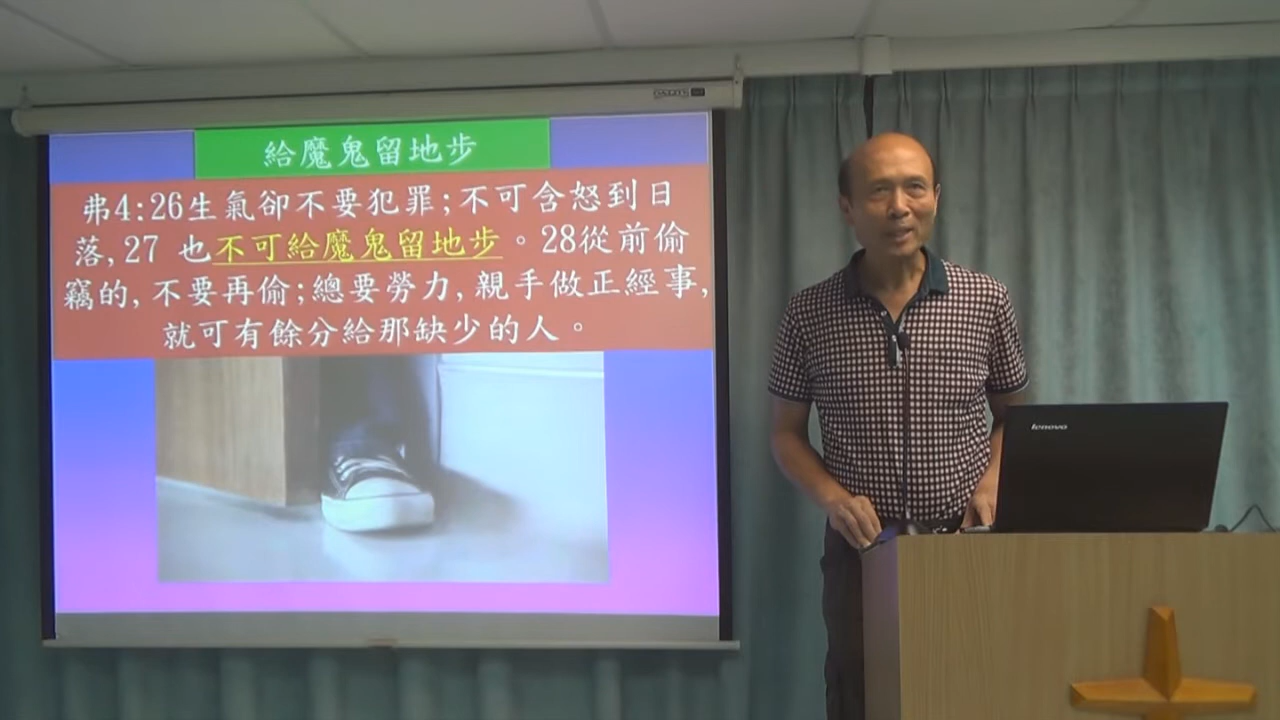 給魔鬼留地步
弗4:26生氣卻不要犯罪;不可含怒到日
落,27 也不可給魔鬼留地步。28從前偷
竊的,不要再偷;總要勞力,親手做正經事,
就可有餘分給那缺少的人。
lenovo